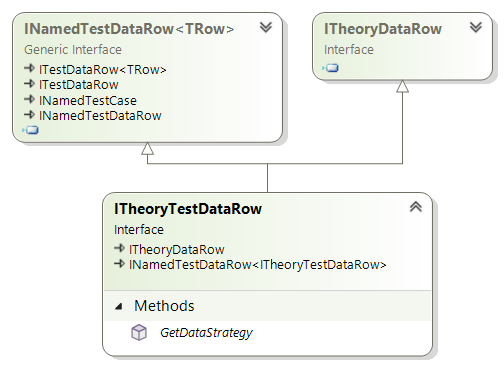 INamedTestDataRow<TRow>
Generic Interface
ITestDataRow<TRow>
ITestDataRow
INamedTestCase
INamedTestDataRow
ITheoryDataRow
Interface
ITheoryTestDataRow
Interface
ITheoryDataRow
INamedTestDataRow<ITheoryTestDataRow>
Methods
GetDataStrategy